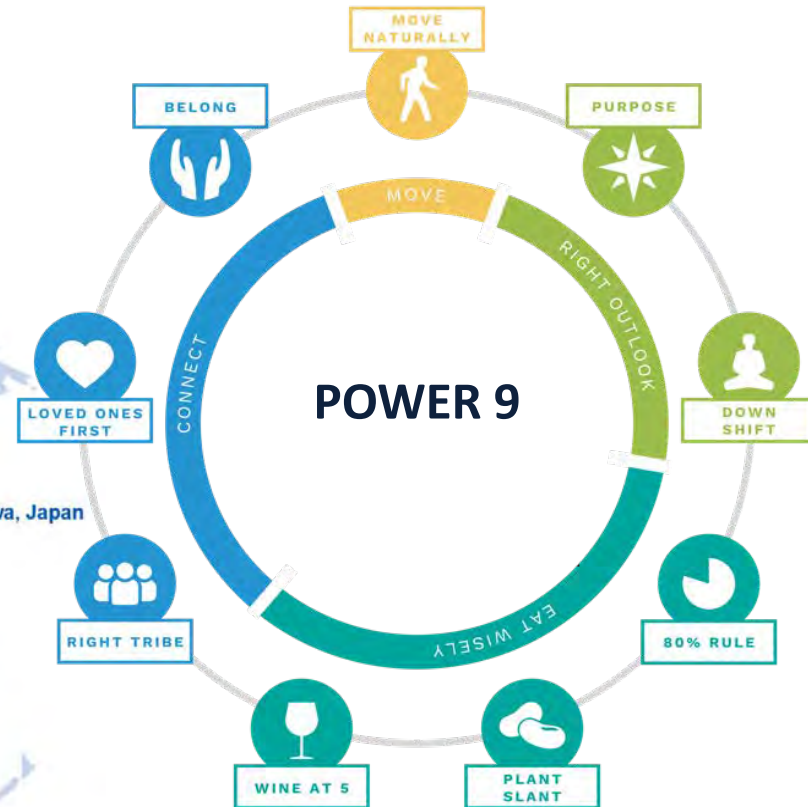 MOVE
NATURALLY
BELONG
PURPOSE
MOVE
RIGHT OUTLOOK
CONNECT
POWER 9
LOVED ONES
FIRST
DOWN
SHIFT
a, Japan
RIGHT TRIBE
80% RULE
EAT WISELY
WINE AT 5
PLANT
SLANT